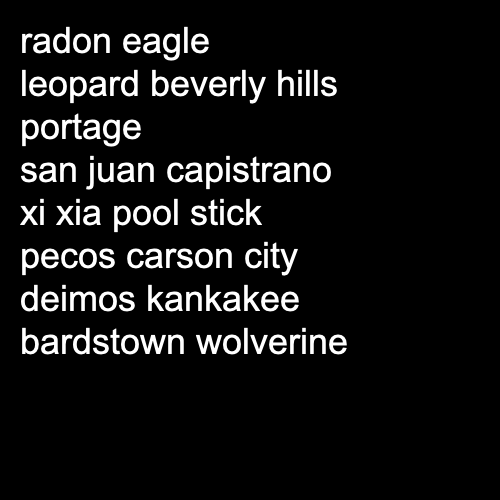 radon eagle
leopard beverly hills
portage
san juan capistrano
xi xia pool stick
pecos carson city
deimos kankakee
bardstown wolverine